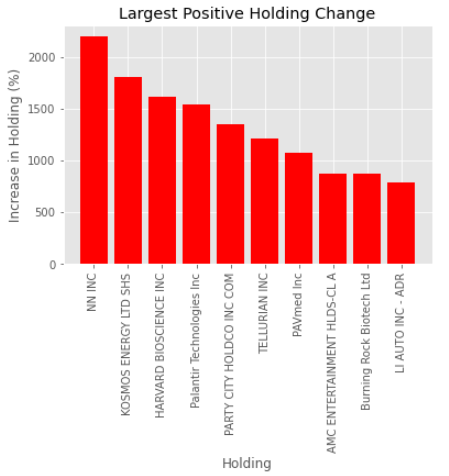 Largest Positive Holding Change
Increase in Holding (%)
2000
1500
1000
500
0
NN INC
KOSMOS ENERGY LTD SHS
HARVARD BIOSCIENCE INC
Palantir Technologies Inc
PARTY CITY HOLDCO INC COM
TELLURIAN INC
PAVmed Inc
AMC ENTERTAINMENT HLDS-CL A
Burning Rock Biotech Ltd
LI AUTO INC - ADR
Holding